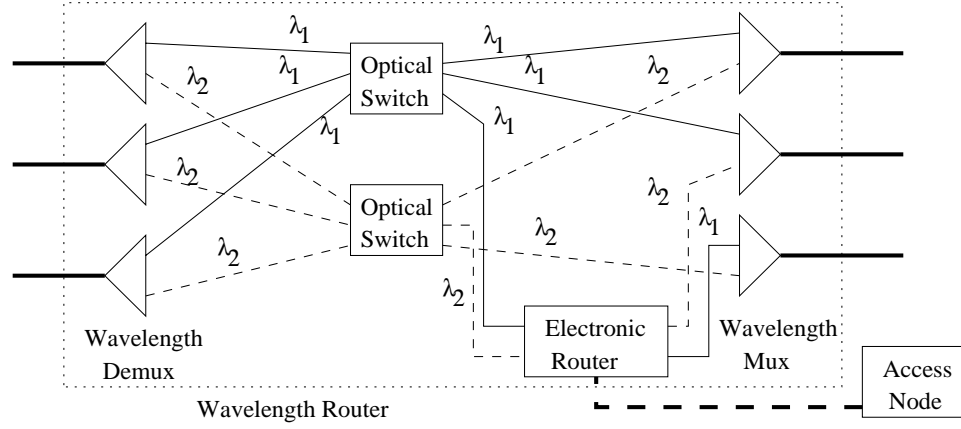 λ1
λ1
λ1
λ2
λ2
λ2
Optical
Switch
Optical
Switch
λ1
λ1
λ1
λ2
λ2
λ2
λ2
λ1
Electronic
Router
Wavelength
Demux
Wavelength
Mux
Wavelength Router
Access
Node